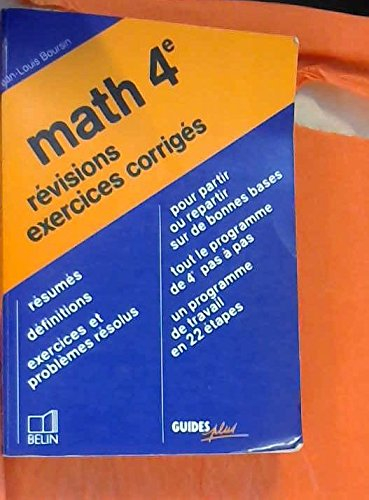 Jean-Louis Boursin
math 4e
révisions
exercices corrigés
résumés
définitions
exercices et
problèmes résolus
pour partir
ou repartir
sur de bonnes bases
tout le programme
de 4e pas à pas
un programme
de travail
en 22 étapes
BELIN
GUIDES plus